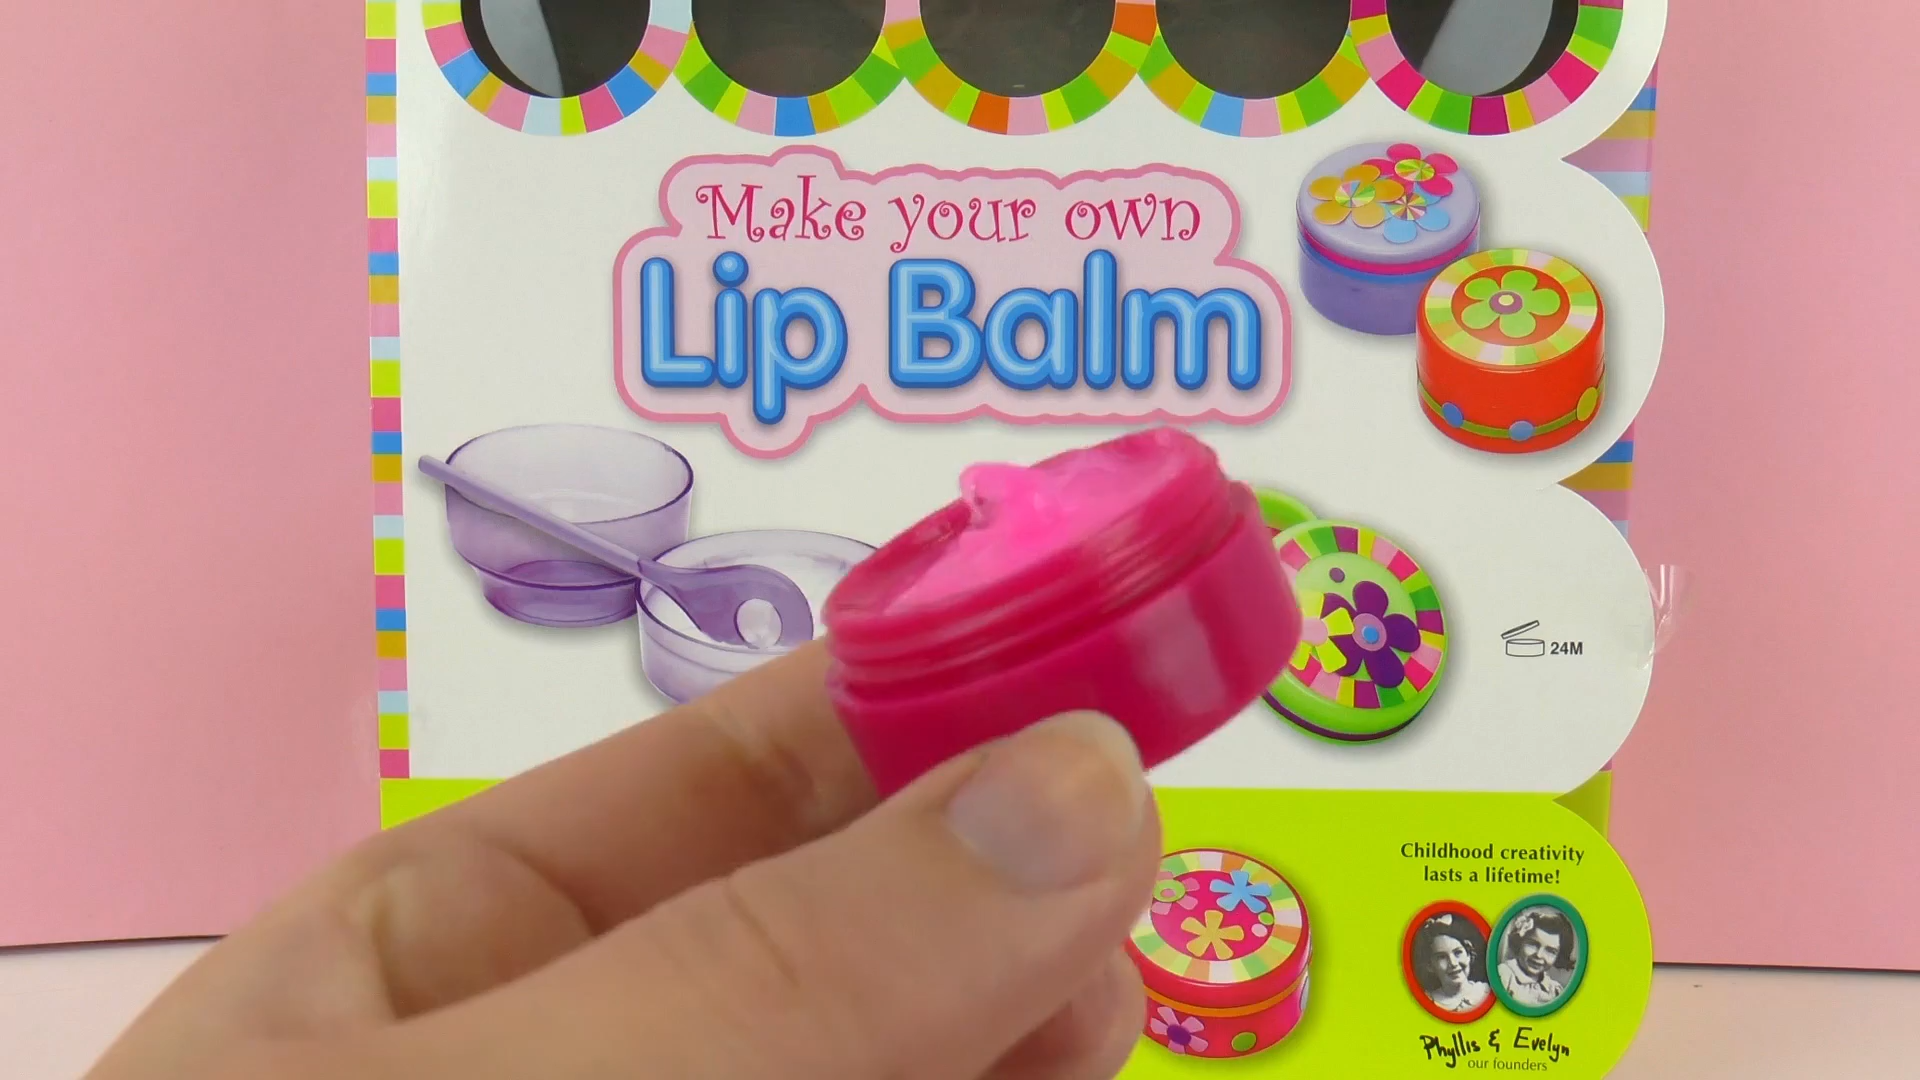 Make your own
Lip Balm
24M
Childhood creativity
lasts a lifetime!
Phyllis & Evelyn
our founders